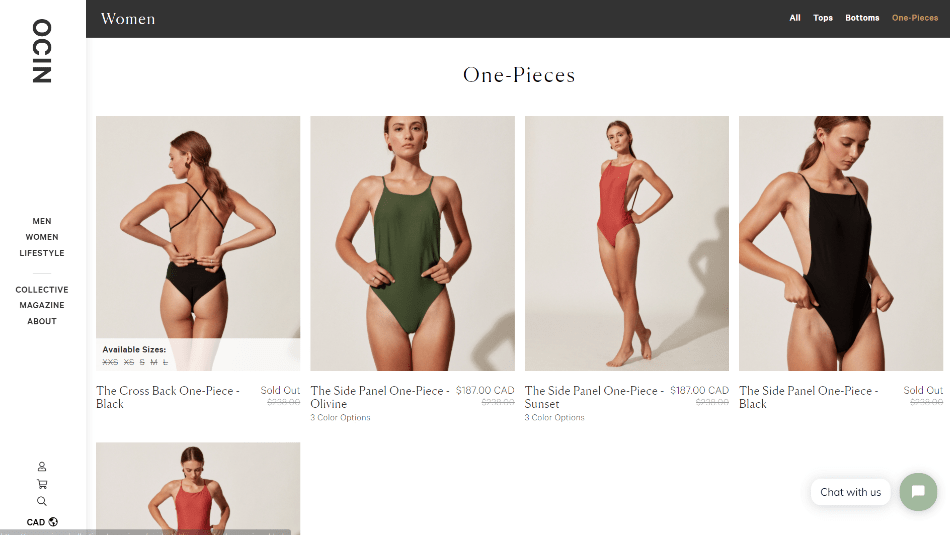 OCIN
MEN
WOMEN
LIFESTYLE
COLLECTIVE
MAGAZINE
ABOUT
CAD
Women
All Tops Bottoms One-Pieces
One-Pieces
Available Sizes:
XXS XS S M L
The Cross Back One-Piece - Black
Sold Out
$238.00
The Side Panel One-Piece - Olivine
$187.00 CAD
$238.00
3 Color Options
The Side Panel One-Piece - Sunset
$187.00 CAD
$238.00
3 Color Options
The Side Panel One-Piece - Black
Sold Out
$238.00
Chat with us